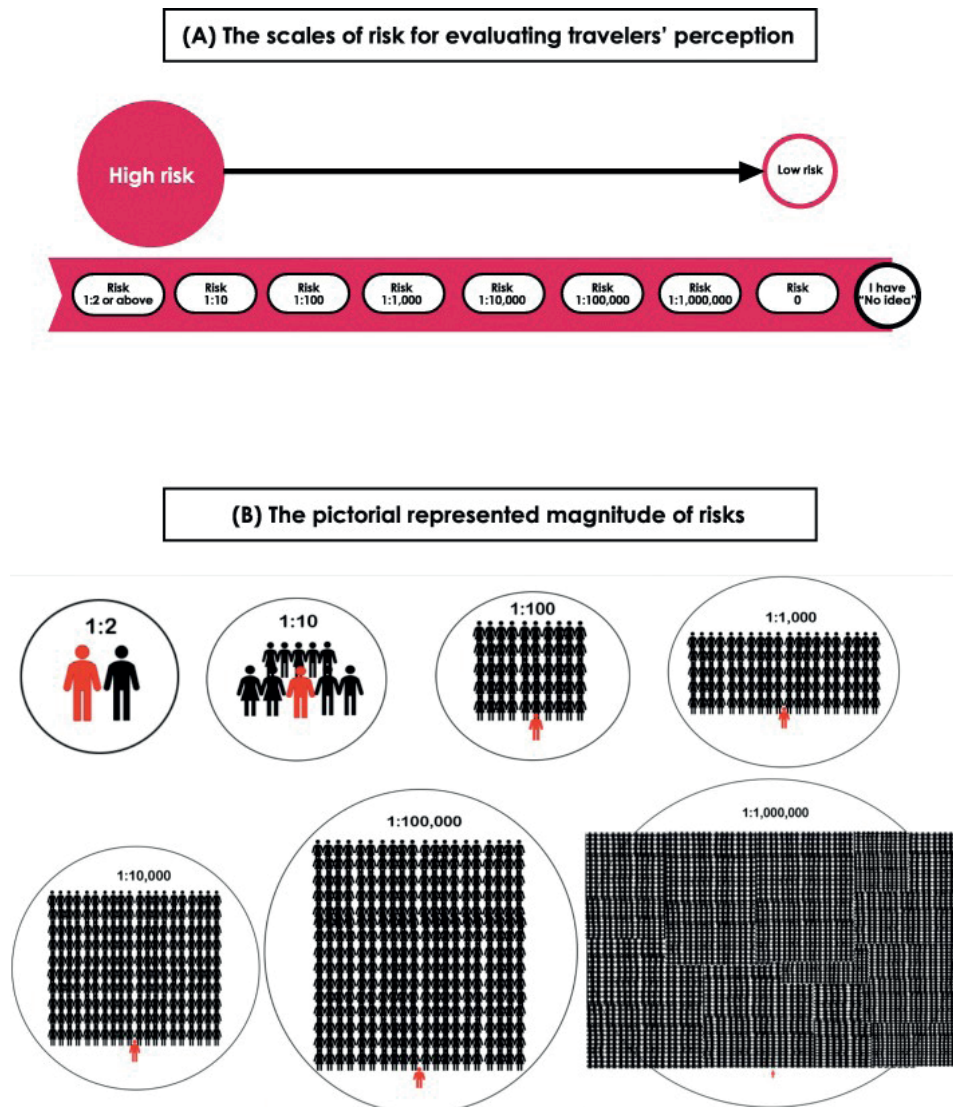 (A) The scales of risk for evaluating travelers’ perception
High risk
Low risk
Risk
1:2 or above
Risk
1:10
Risk
1:100
Risk
1:1,000
Risk
1:10,000
Risk
1:100,000
Risk
1:1,000,000
Risk
0
I have
"No idea"
(B) The pictorial represented magnitude of risks
1:2
1:10
1:100
1:1,000
1:10,000
1:100,000
1:1,000,000